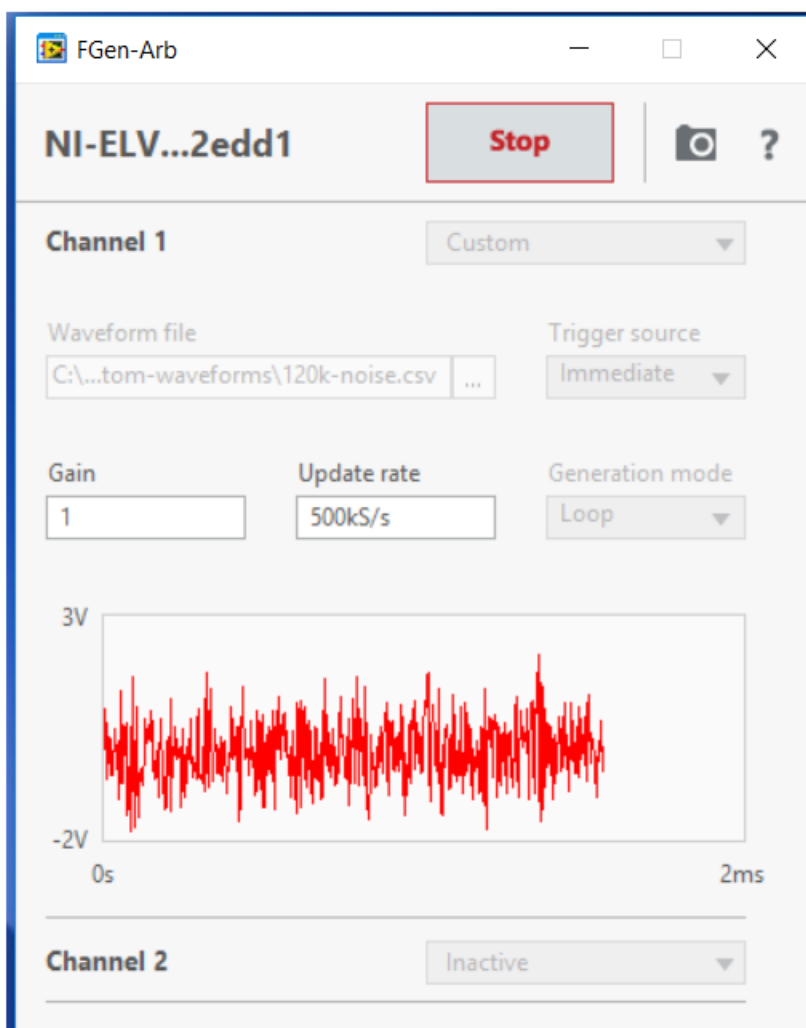 FGen-Arb
NI-ELV...2edd1 Stop ?
Channel 1 Custom
Waveform file Trigger source
C:\...tom-waveforms\120k-noise.csv ... Immediate
Gain Update rate Generation mode
1 500kS/s Loop
3V
-2V
0s 2ms
Channel 2 Inactive